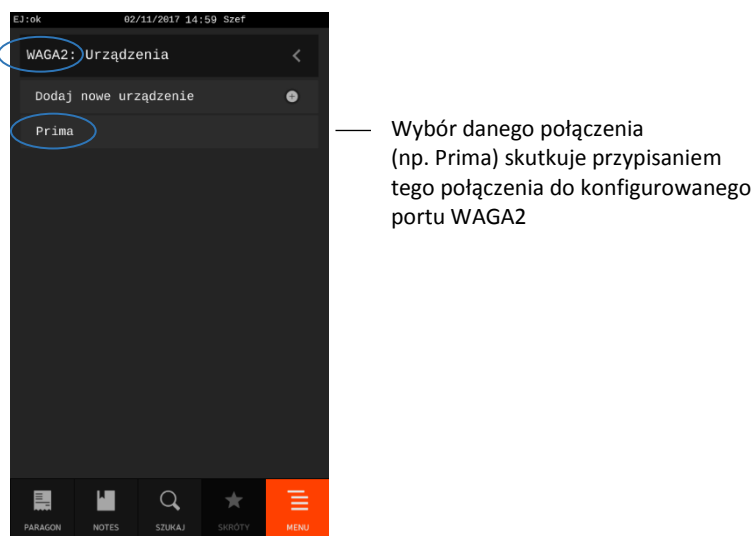 EJ:ok 02/11/2017 14:59 Szef
WAGA2: Urządzenia
Dodaj nowe urządzenie
Prima
Wybór danego połączenia
(np. Prima) skutkuje przypisaniem
tego połączenia do konfigurowanego
portu WAGA2
PARAGON NOTES SZUKAJ SKRÓTY MENU